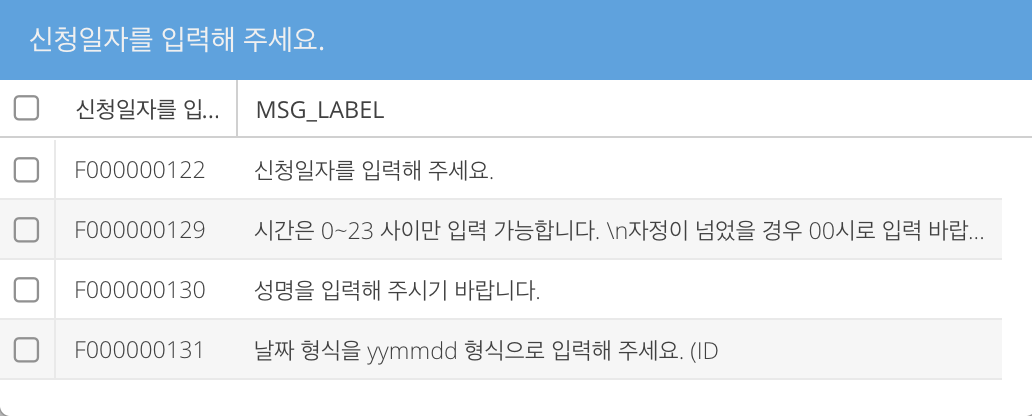 신청일자를 입력해 주세요.
신청일자를 입... MSG_LABEL
F000000122 신청일자를 입력해 주세요.
F000000129 시간은 0~23 사이만 입력 가능합니다. \n자정이 넘었을 경우 00시로 입력 바랍...
F000000130 성명을 입력해 주시기 바랍니다.
F000000131 날짜 형식을 yymmdd 형식으로 입력해 주세요. (ID